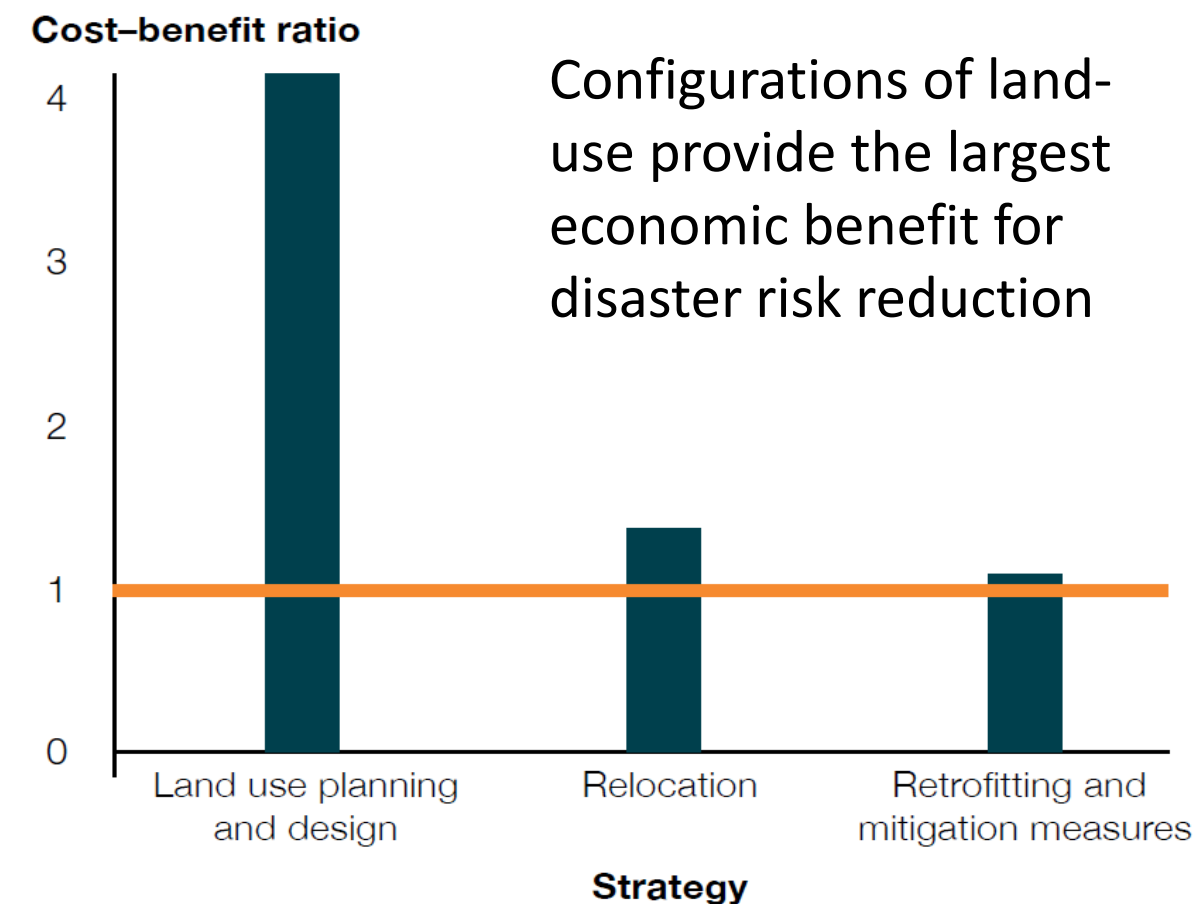 Cost–benefit ratio
Configurations of land-
use provide the largest
economic benefit for
disaster risk reduction
4
3
2
1
0
Land use planning
and design
Relocation
Retrofitting and
mitigation measures
Strategy